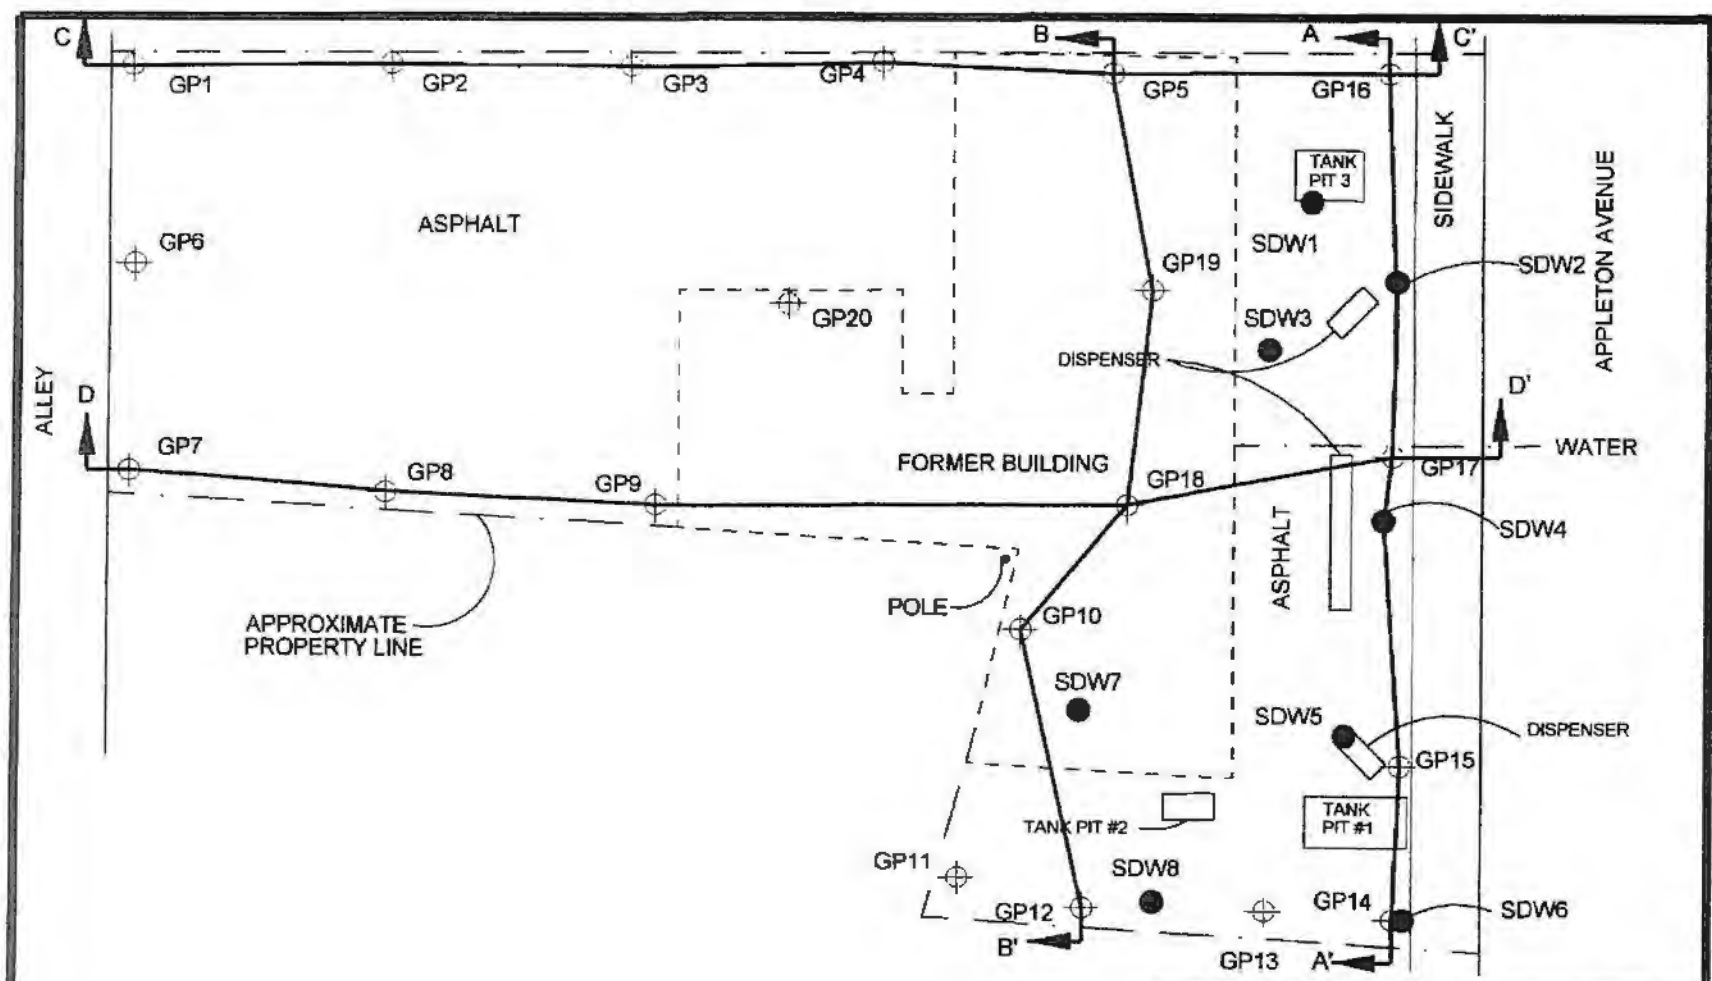 C
B
A
C'
GP1
GP2
GP3
GP4
GP5
GP16
TANK
PIT 3
SIDEWALK
APPLETON AVENUE
ASPHALT
GP6
SDW1
GP19
SDW2
GP20
SDW3
DISPENSER
ALLEY
D
D'
GP7
GP8
GP9
FORMER BUILDING
GP18
GP17
WATER
SDW4
ASPHALT
POLE
GP10
APPROXIMATE
PROPERTY LINE
SDW7
SDW5
DISPENSER
GP15
TANK PIT #2
TANK
PIT #1
GP11
SDW8
GP12
GP14
SDW6
B'
GP13
A'